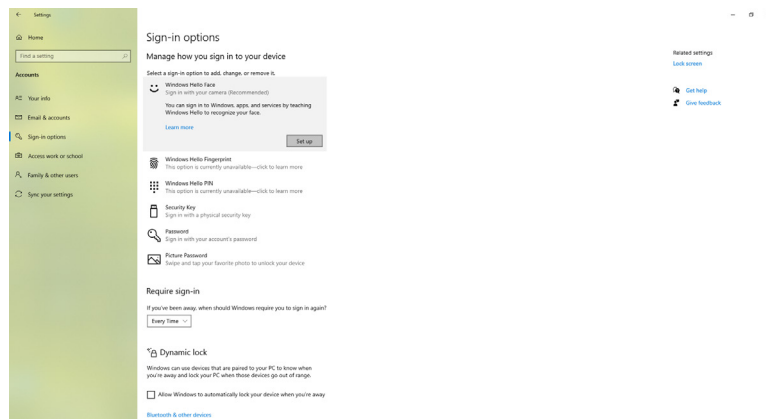 Settings
Home
Find a setting
Accounts
Your info
Email & accounts
Sign-in options
Access work or school
Family & other users
Sync your settings
Sign-in options
Manage how you sign in to your device
Select a sign-in option to add, change, or remove it.
Windows Hello Face
Sign in with your camera (Recommended)
You can sign in to Windows, apps, and services by teaching
Windows Hello to recognize your face.
Learn more
Set up
Windows Hello Fingerprint
This option is currently unavailable—click to learn more
Windows Hello PIN
This option is currently unavailable—click to learn more
Security Key
Sign in with a physical security key
Password
Sign in with your account's password
Picture Password
Swipe and tap your favorite photo to unlock your device
Require sign-in
If you've been away, when should Windows require you to sign in again?
Every Time
Dynamic lock
Windows can use devices that are paired to your PC to know when
you're away and lock your PC when those devices go out of range.
Allow Windows to automatically lock your device when you're away
Bluetooth & other devices
Related settings
Lock screen
Get help
Give feedback